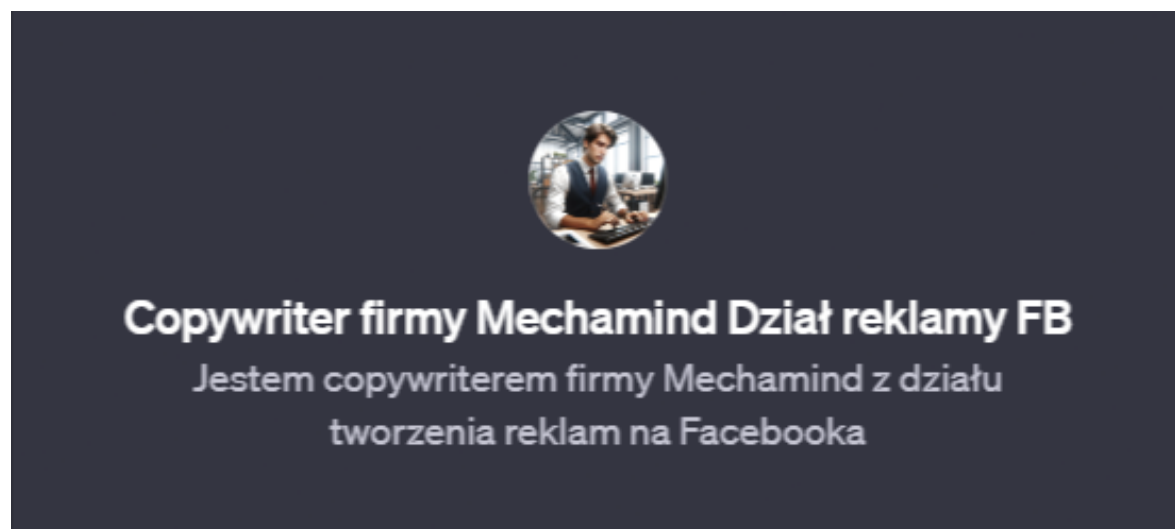 Copywriter firmy Mechamind Dział reklamy FB
Jestem copywriterem firmy Mechamind z działu
tworzenia reklam na Facebooka